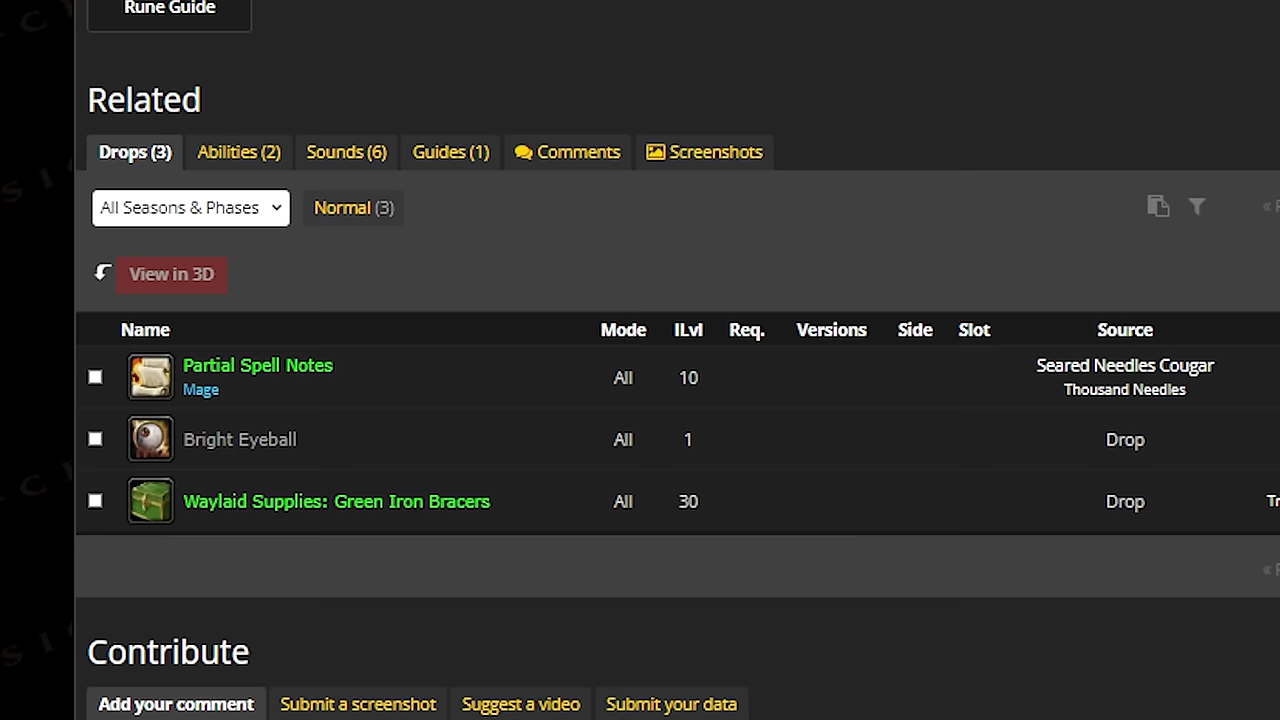 Rune Guide
Related
Drops (3) Abilities (2) Sounds (6) Guides (1) Comments Screenshots
All Seasons & Phases Normal (3)
View in 3D
Name Mode ILvl Req. Versions Side Slot Source
Partial Spell Notes All 10 Seared Needles Cougar
Mage Thousand Needles
Bright Eyeball All 1 Drop
Waylaid Supplies: Green Iron Bracers All 30 Drop
Contribute
Add your comment Submit a screenshot Suggest a video Submit your data